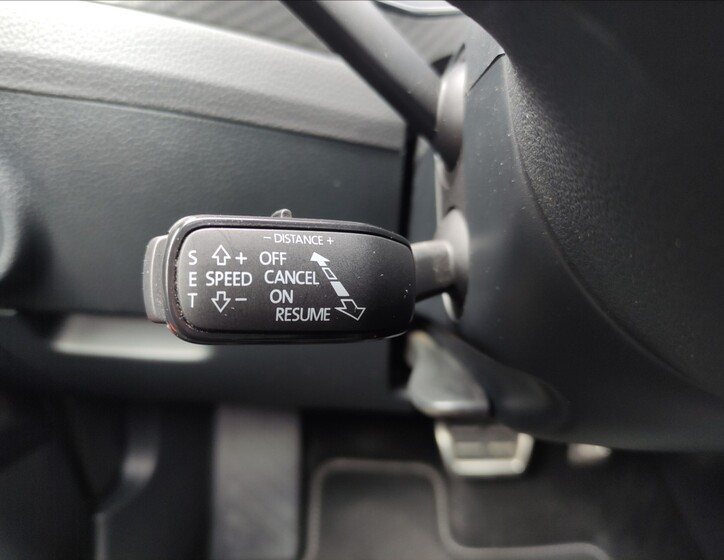 − DISTANCE +
S + OFF
E SPEED CANCEL
T − ON
RESUME